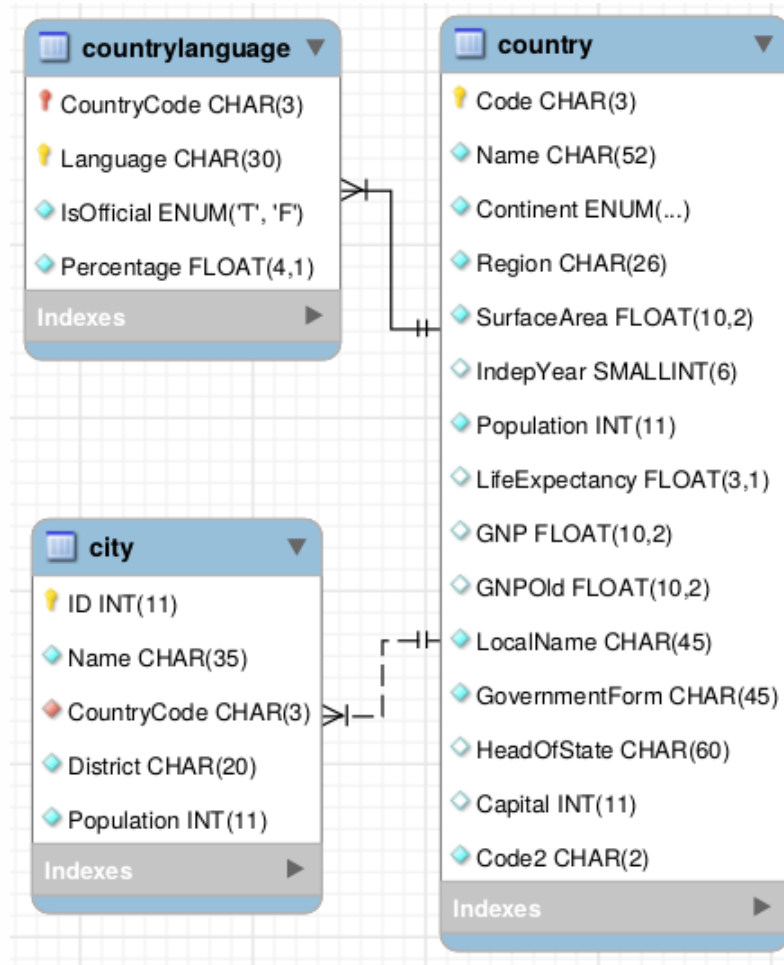 countrylanguage
CountryCode CHAR(3)
Language CHAR(30)
IsOfficial ENUM('T', 'F')
Percentage FLOAT(4,1)
Indexes
country
Code CHAR(3)
Name CHAR(52)
Continent ENUM(...)
Region CHAR(26)
SurfaceArea FLOAT(10,2)
IndepYear SMALLINT(6)
Population INT(11)
LifeExpectancy FLOAT(3,1)
GNP FLOAT(10,2)
GNPOld FLOAT(10,2)
LocalName CHAR(45)
GovernmentForm CHAR(45)
HeadOfState CHAR(60)
Capital INT(11)
Code2 CHAR(2)
Indexes
city
ID INT(11)
Name CHAR(35)
CountryCode CHAR(3)
District CHAR(20)
Population INT(11)
Indexes